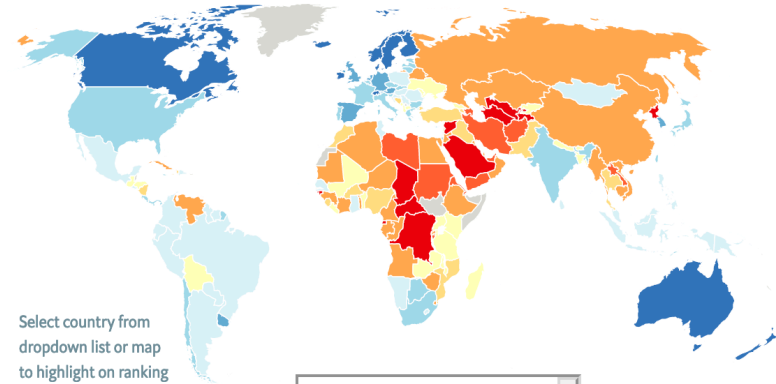 Select country from
dropdown list or map
to highlight on ranking